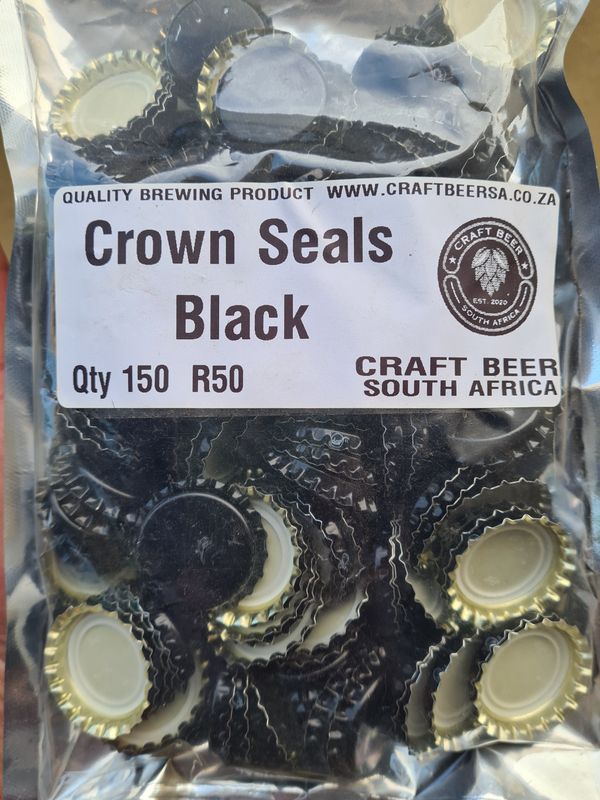 QUALITY BREWING PRODUCT WWW.CRAFTBEERSA.CO.ZA
Crown Seals
Black
Qty 150 R50
CRAFT BEER
EST. 2020
SOUTH AFRICA
CRAFT BEER
SOUTH AFRICA